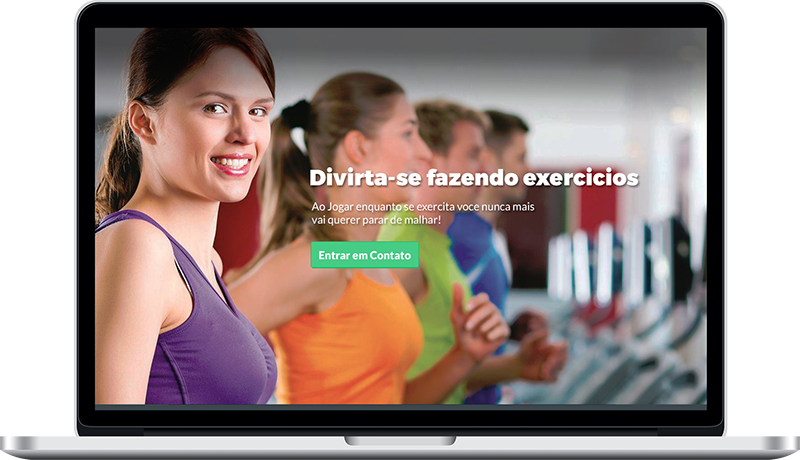 Divirta-se fazendo exercicios
Ao Jogar enquanto se exercita voce nunca mais
vai querer parar de malhar!
Entrar em Contato